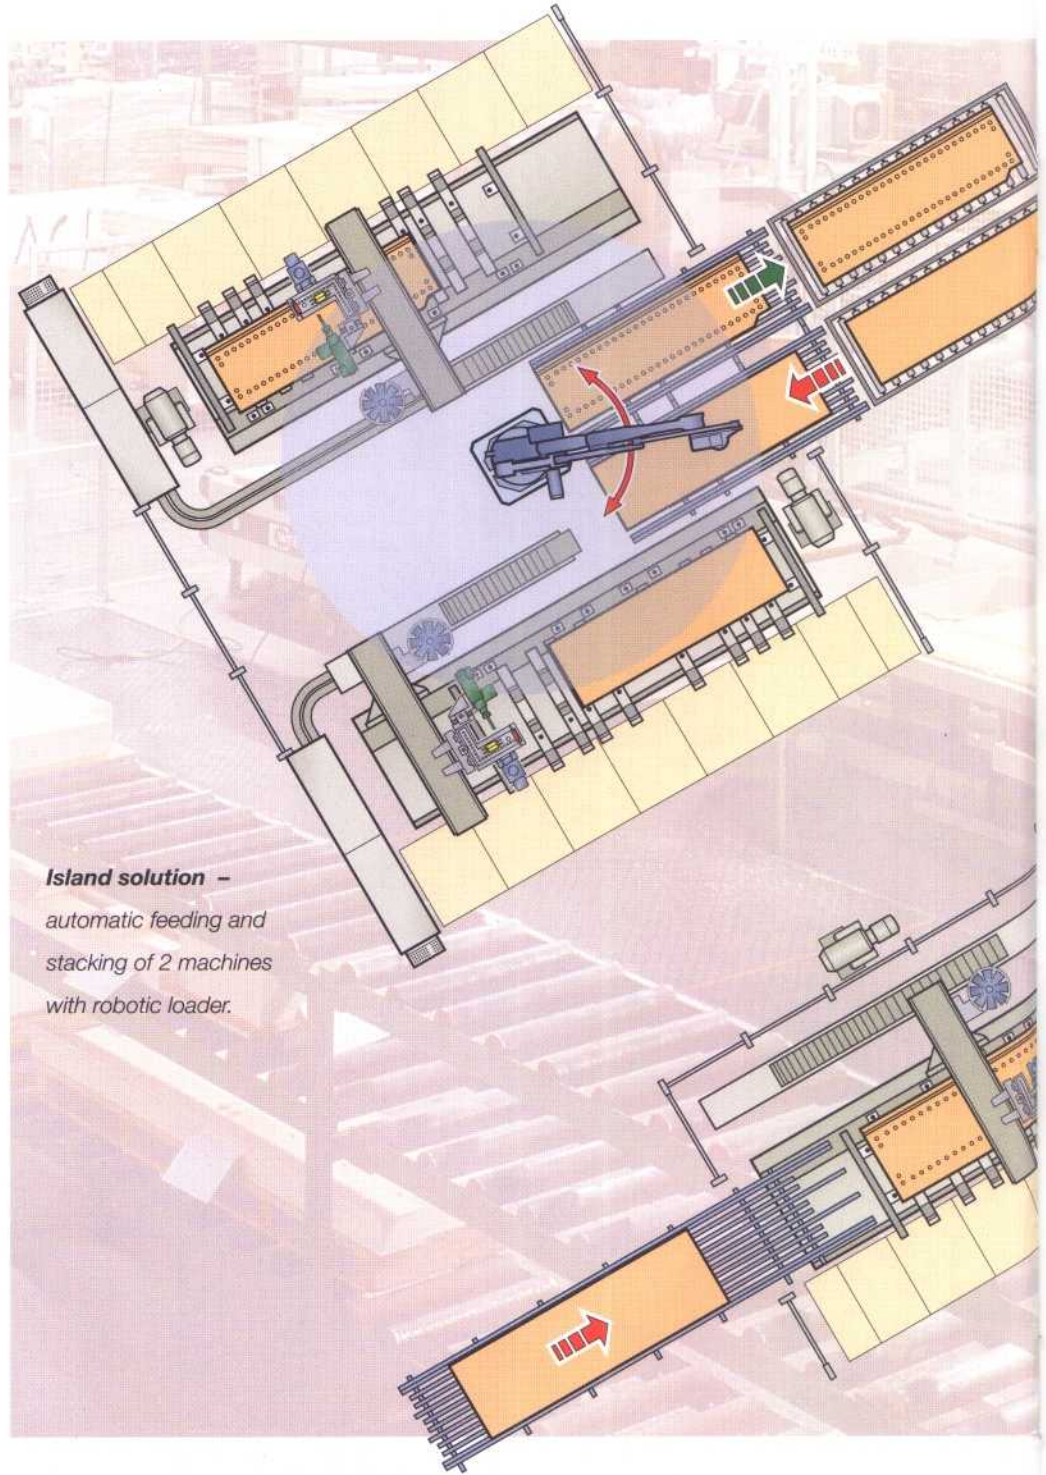 Island solution –
automatic feeding and
stacking of 2 machines
with robotic loader.